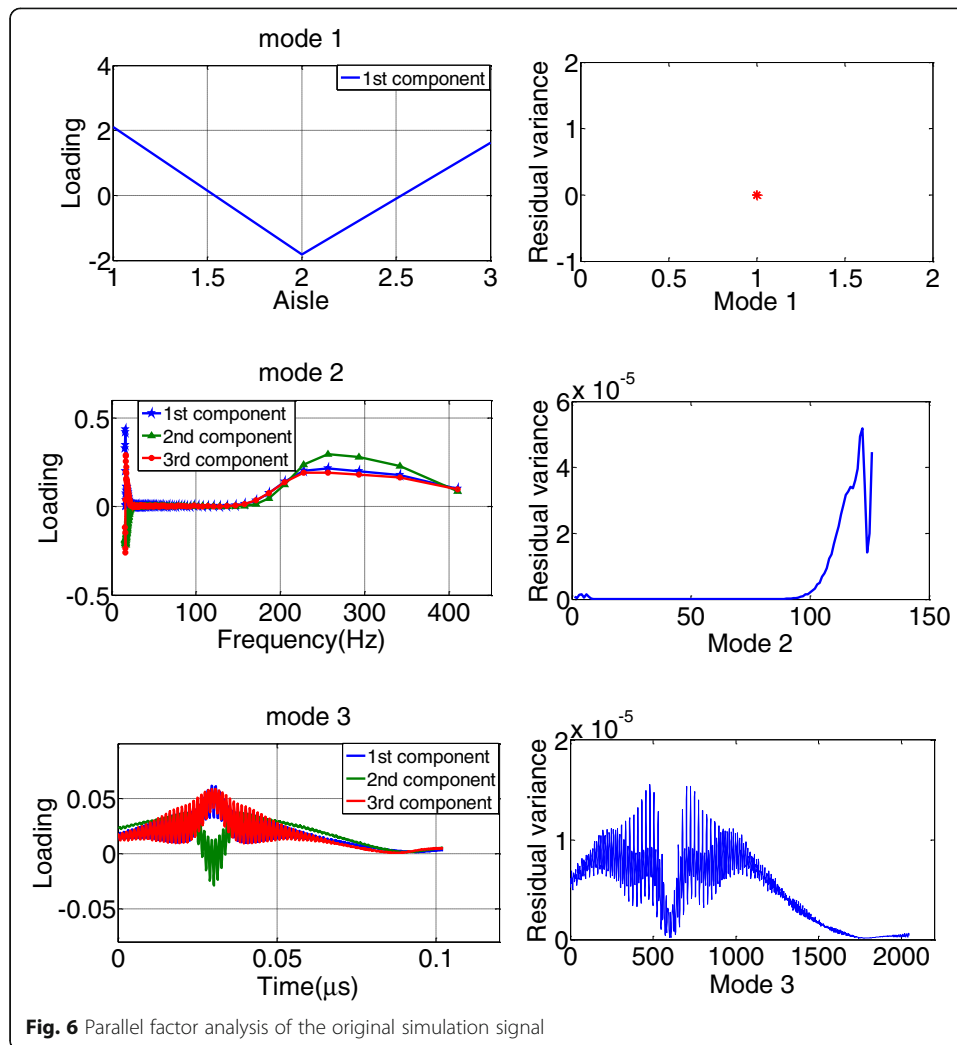 mode 1
4
2
0
-2
1
1.5
2
2.5
3
Loading
Aisle
1st component
2
1
0
-1
0
0.5
1
1.5
2
Residual variance
Mode 1
mode 2
0.5
0
-0.5
0
100
200
300
400
Loading
Frequency(Hz)
1st component
2nd component
3rd component
6 x 10-5
4
2
0
0
50
100
150
Residual variance
Mode 2
mode 3
0.05
0
-0.05
0
0.05
0.1
Loading
Time(μs)
1st component
2nd component
3rd component
2 x 10-5
1
0
0
500
1000
1500
2000
Residual variance
Mode 3
Fig. 6 Parallel factor analysis of the original simulation signal